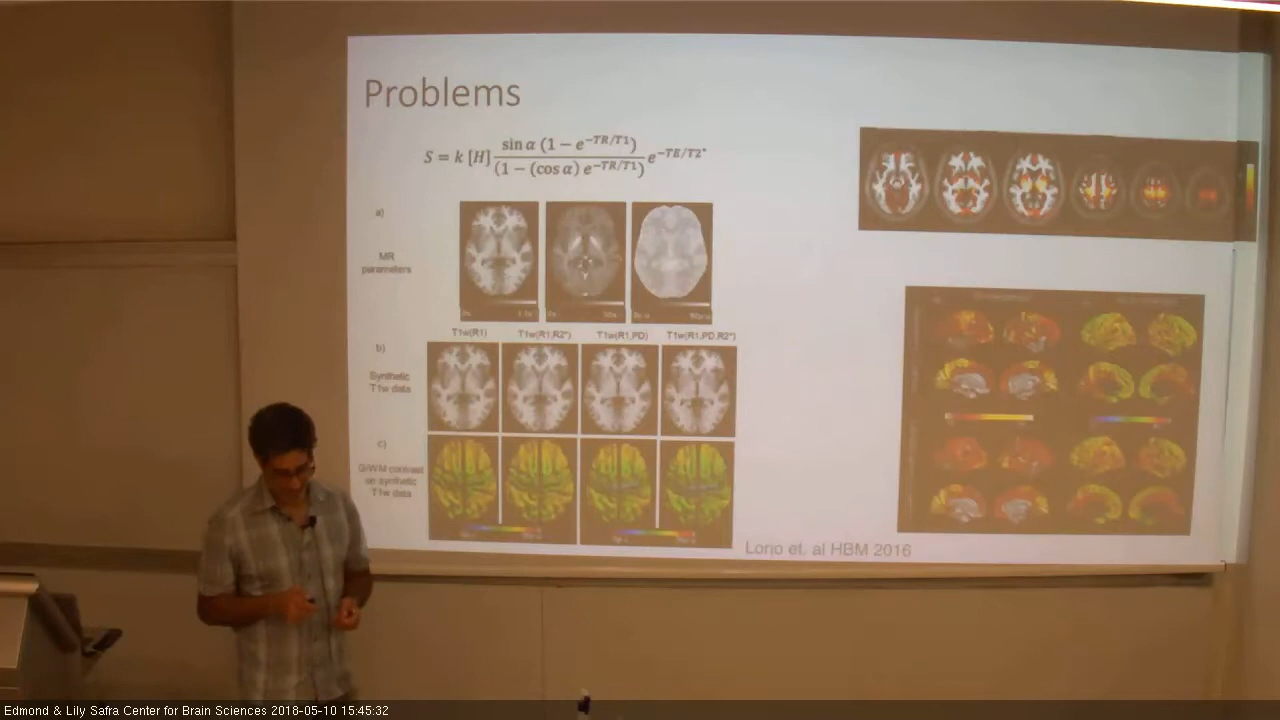 Problems
S = k [H] sin α (1 − e^{−TR/T1}) / (1 − (cos α) e^{−TR/T1}) e^{−TE/T2*}
a)
MR
parameters
T1w(R1) T1w(R1,R2*) T1w(R1,PD) T1w(R1,PD,R2*)
b)
Synthetic
T1w data
c)
G/WM contrast
on synthetic
T1w data
Lorio et. al HBM 2016
Edmond & Lily Safra Center for Brain Sciences 2018-05-10 15:45:32